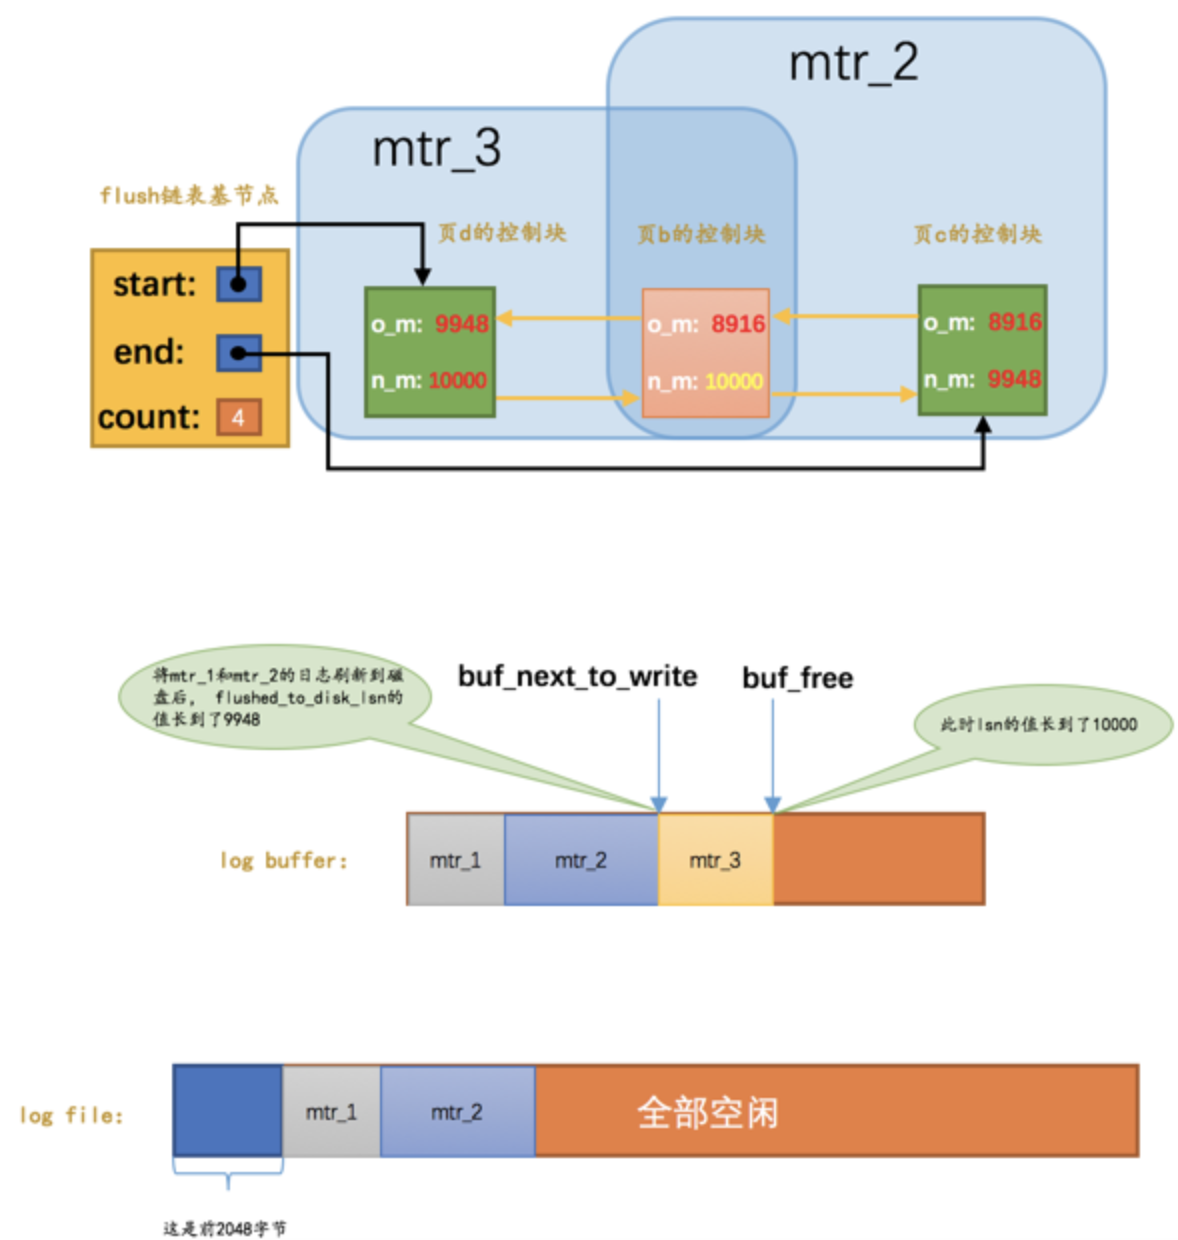 mtr_2
mtr_3
flush链表基节点
页d的控制块
页b的控制块
页c的控制块
start:
end:
count: 4
o_m: 9948
n_m: 10000
o_m: 8916
n_m: 10000
o_m: 8916
n_m: 9948
将mtr_1和mtr_2的日志刷新到磁
盘后， flushed_to_disk_lsn的
值长到了9948
buf_next_to_write
buf_free
此时lsn的值长到了10000
log buffer:
mtr_1
mtr_2
mtr_3
log file:
mtr_1
mtr_2
全部空闲
这是前2048字节